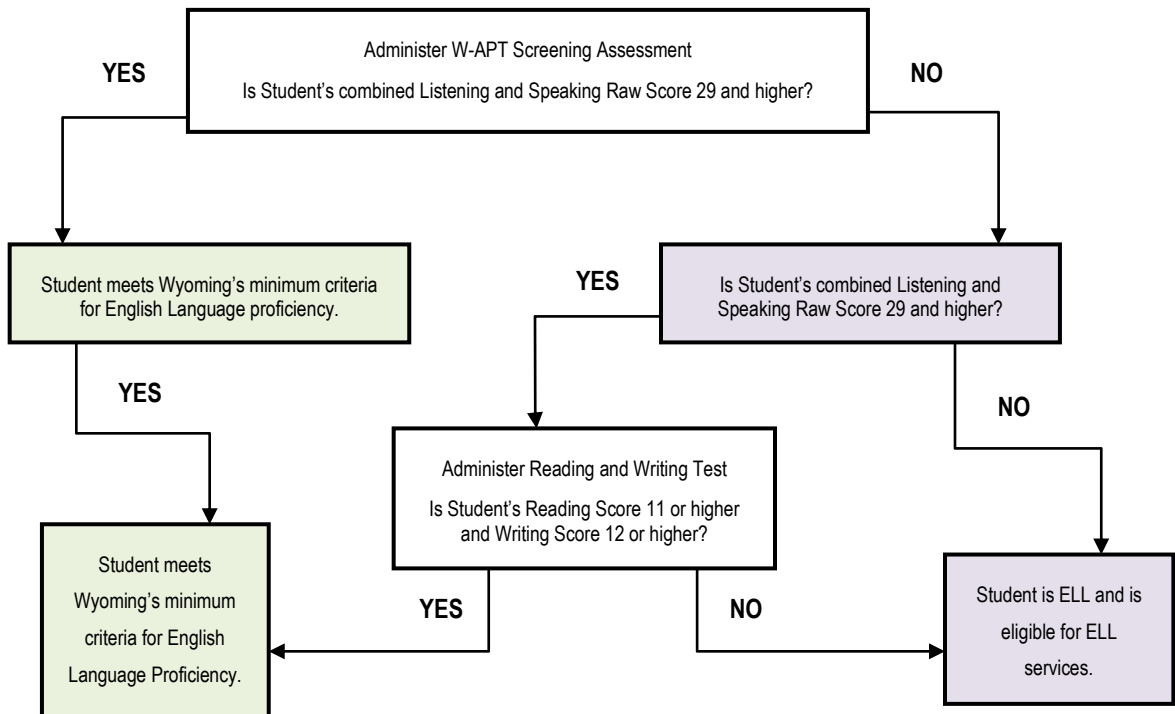 Administer W-APT Screening Assessment
Is Student's combined Listening and Speaking Raw Score 29 and higher?
YES
NO
Student meets Wyoming's minimum criteria
for English Language proficiency.
YES
Is Student's combined Listening and
Speaking Raw Score 29 and higher?
YES
NO
Administer Reading and Writing Test
Is Student's Reading Score 11 or higher
and Writing Score 12 or higher?
Student meets
Wyoming's minimum
criteria for English
Language Proficiency.
YES
NO
Student is ELL and is
eligible for ELL
services.